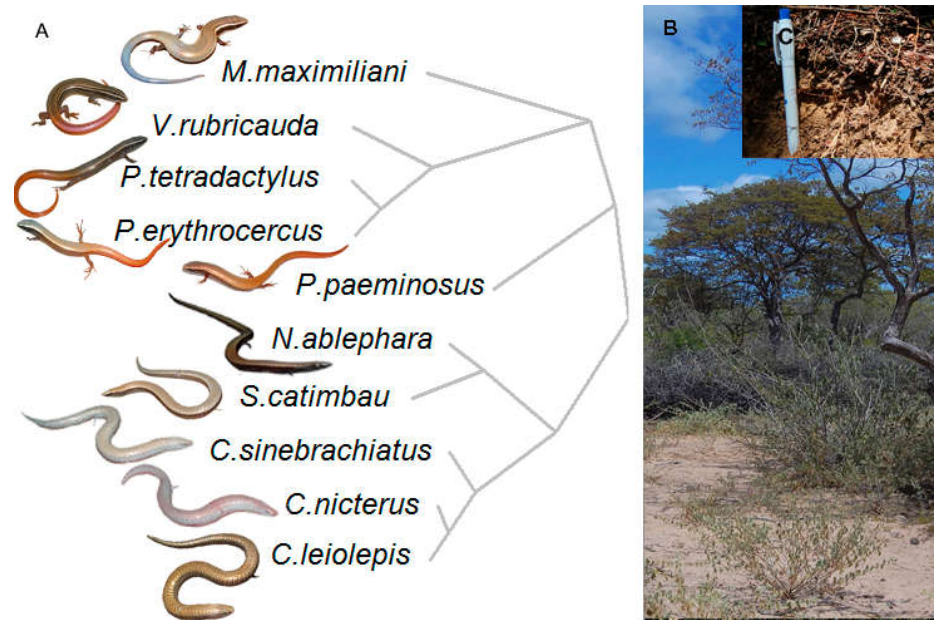 A
M.maximiliani
V.rubricauda
P.tetradactylus
P.erythrocercus
P.paeminosus
N.ablephara
S.catimbau
C.sinebrachiatus
C.nicterus
C.leiolepis
B
C